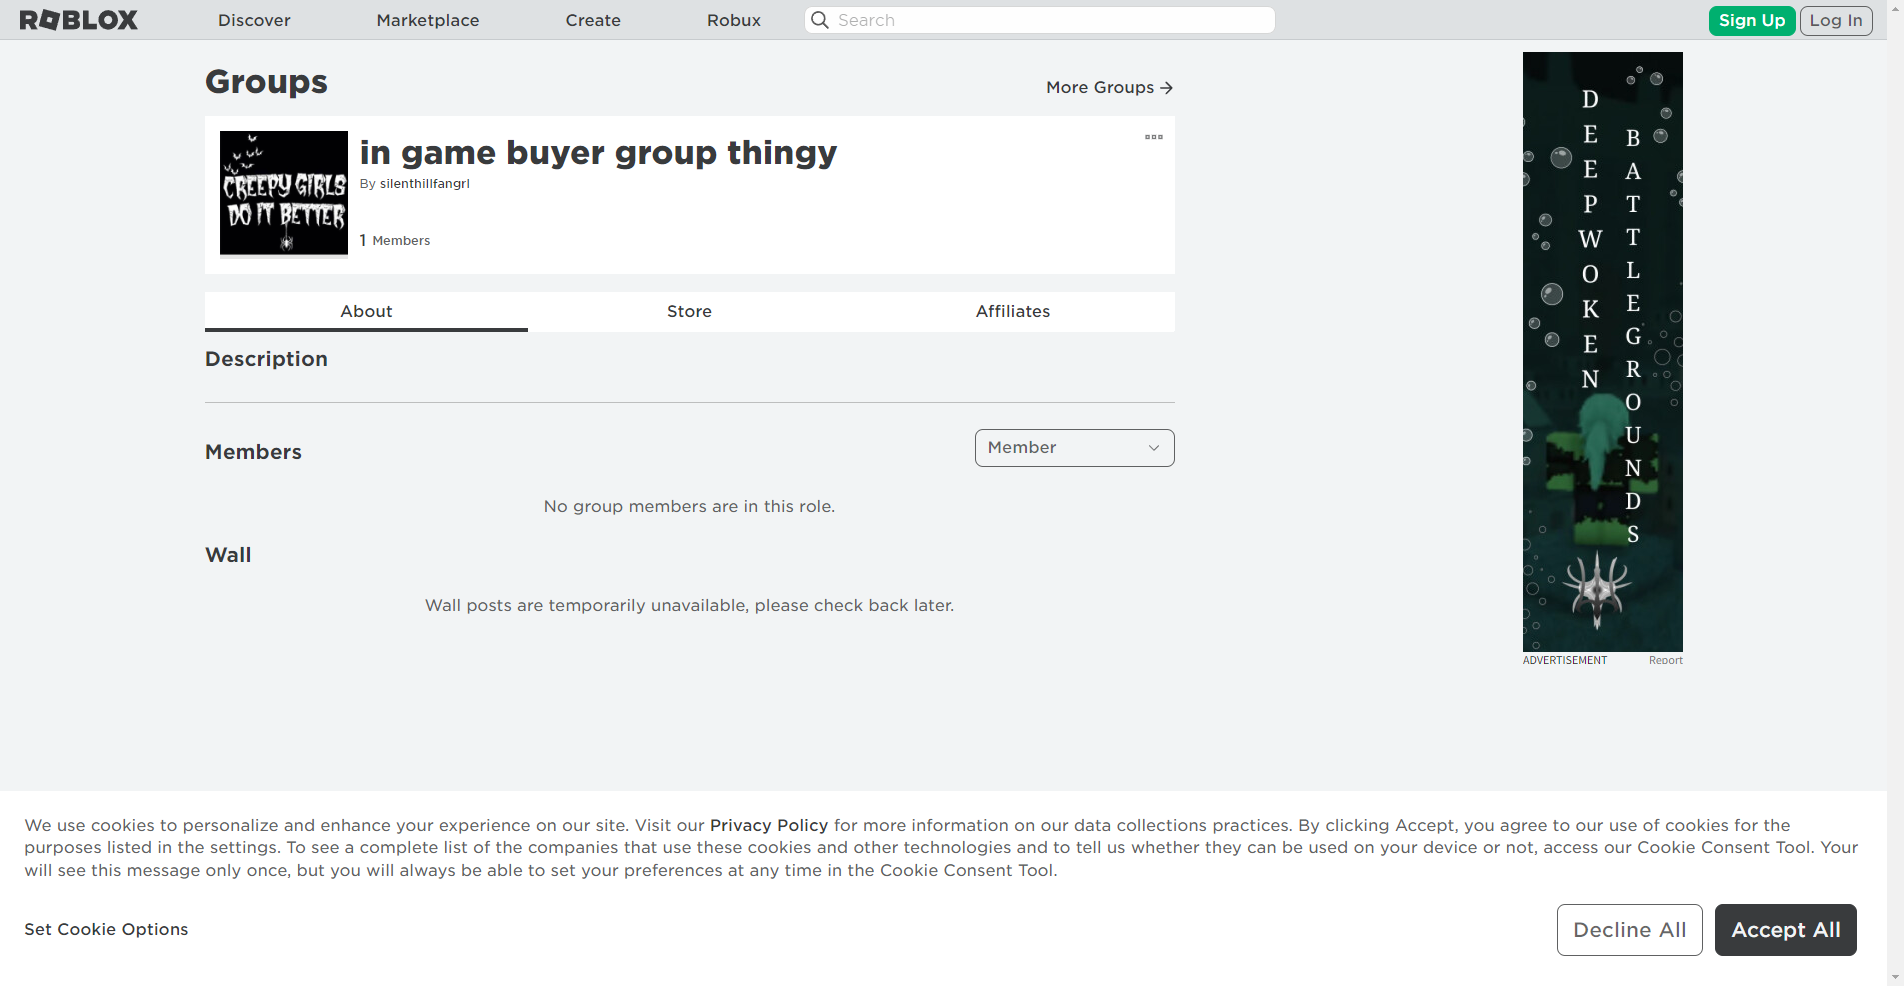 ROBLOX
Discover
Marketplace
Create
Robux
Search
Sign Up
Log In
Groups
More Groups
CREEPY GIRLS
DO IT BETTER
in game buyer group thingy
By silenthillfangrl
1 Members
About
Store
Affiliates
Description
Members
Member
No group members are in this role.
Wall
Wall posts are temporarily unavailable, please check back later.
DEEPWOKEN
BATTLEGROUNDS
ADVERTISEMENT
Report
We use cookies to personalize and enhance your experience on our site. Visit our Privacy Policy for more information on our data collections practices. By clicking Accept, you agree to our use of cookies for the
purposes listed in the settings. To see a complete list of the companies that use these cookies and other technologies and to tell us whether they can be used on your device or not, access our Cookie Consent Tool. Your
will see this message only once, but you will always be able to set your preferences at any time in the Cookie Consent Tool.
Set Cookie Options
Decline All
Accept All